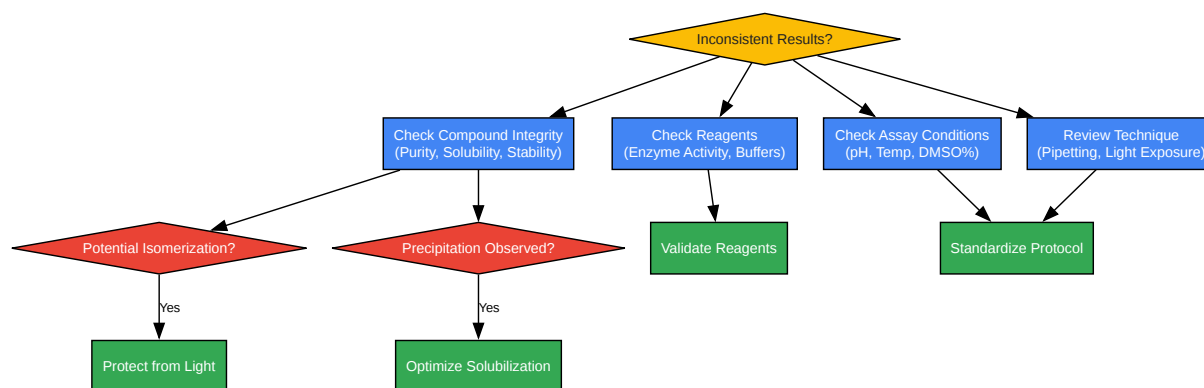 Inconsistent Results?
Check Compound Integrity
(Purity, Solubility, Stability)
Check Reagents
(Enzyme Activity, Buffers)
Check Assay Conditions
(pH, Temp, DMSO%)
Review Technique
(Pipetting, Light Exposure)
Potential Isomerization?
Precipitation Observed?
Validate Reagents
Standardize Protocol
Yes
Yes
Protect from Light
Optimize Solubilization